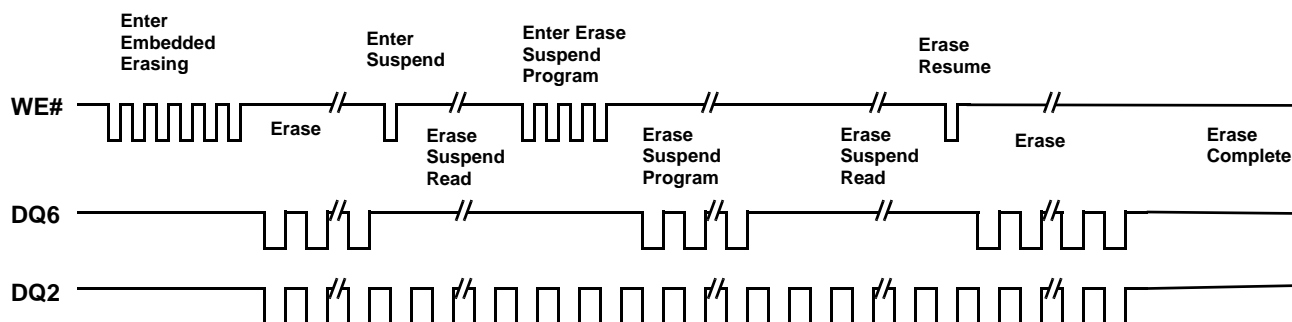 Enter
Embedded
Erasing
Enter
Suspend
Enter Erase
Suspend
Program
Erase
Resume
WE#
Erase
Erase
Suspend
Read
Erase
Suspend
Program
Erase
Suspend
Read
Erase
Erase
Complete
DQ6
DQ2